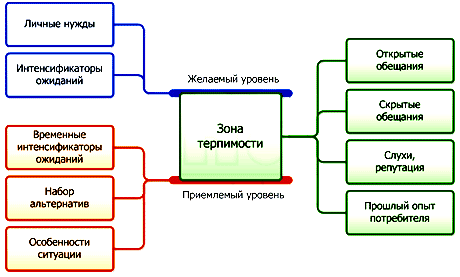 Личные нужды
Интенсификаторы
ожиданий
Временные
интенсификаторы
ожиданий
Набор
альтернатив
Особенности
ситуации
Желаемый уровень
Зона
терпимости
Приемлемый уровень
Открытые
обещания
Скрытые
обещания
Слухи,
репутация
Прошлый опыт
потребителя